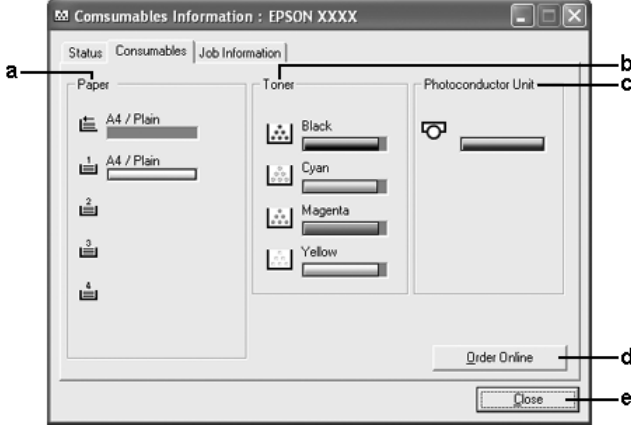 Comsumables Information : EPSON XXXX
Status Consumables Job Information
a
b
c
Paper
Toner
Photoconductor Unit
A4 / Plain
1 A4 / Plain
2
3
4
Black
Cyan
Magenta
Yellow
Order Online
d
Close
e